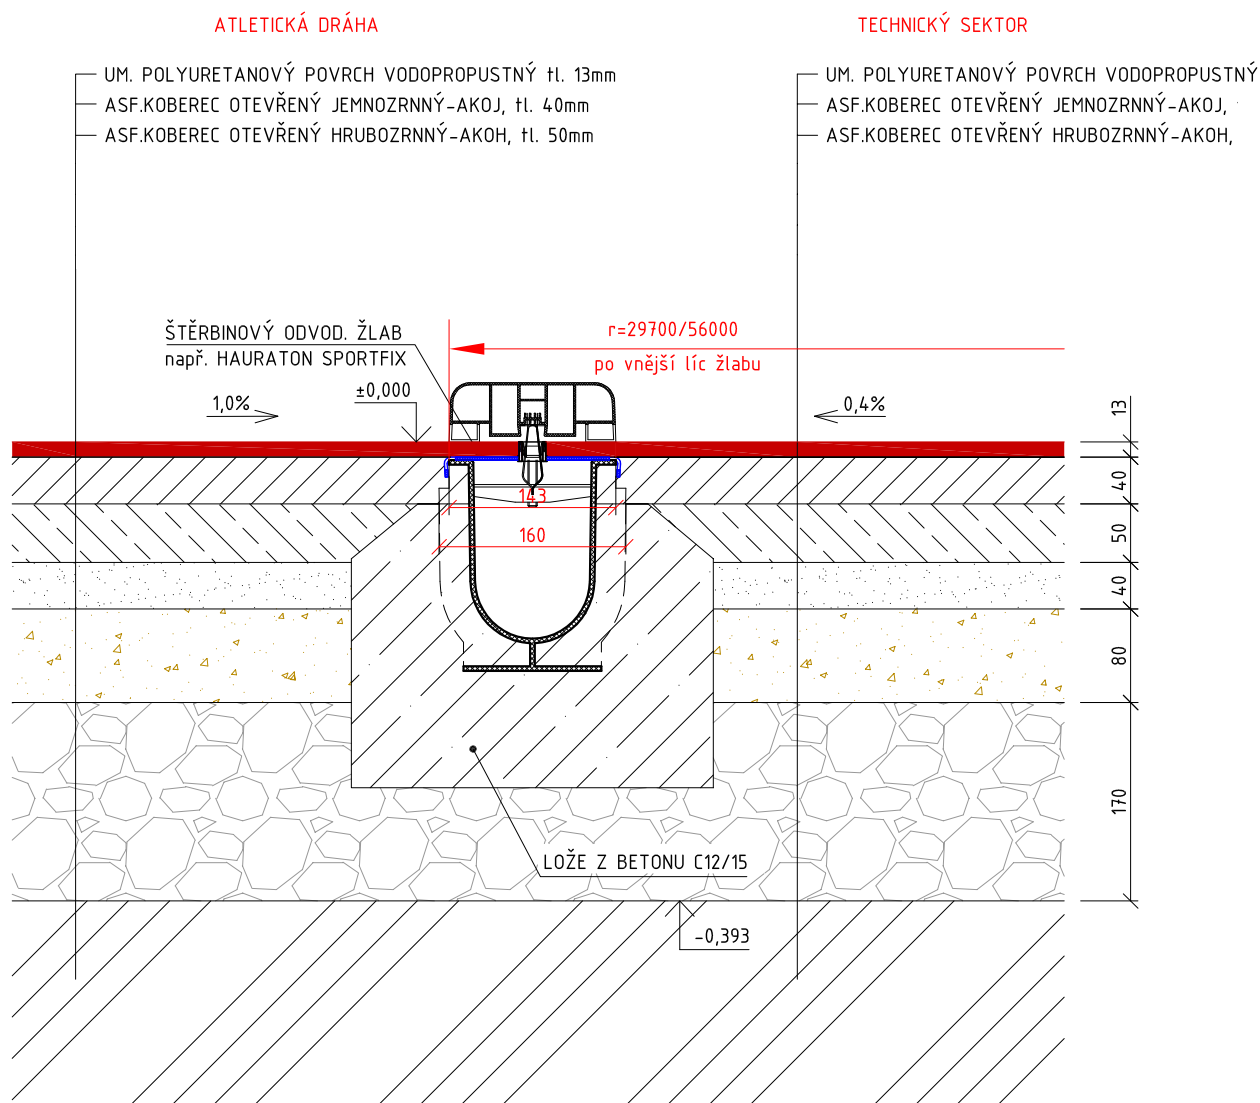 ATLETICKÁ DRÁHA
TECHNICKÝ SEKTOR
UM. POLYURETANOVÝ POVRCH VODOPROPUSTNÝ tl. 13mm
ASF.KOBEREC OTEVŘENÝ JEMNOZRNNÝ-AKOJ, tl. 40mm
ASF.KOBEREC OTEVŘENÝ HRUBOZRNNÝ-AKOH, tl. 50mm
UM. POLYURETANOVÝ POVRCH VODOPROPUSTNÝ
ASF.KOBEREC OTEVŘENÝ JEMNOZRNNÝ-AKOJ,
ASF.KOBEREC OTEVŘENÝ HRUBOZRNNÝ-AKOH,
ŠTĚRBINOVÝ ODVOD. ŽLAB
např. HAURATON SPORTFIX
r=29700/56000
po vnější líc žlabu
±0,000
1,0%
0,4%
13
40
50
40
80
170
143
160
LOŽE Z BETONU C12/15
-0,393